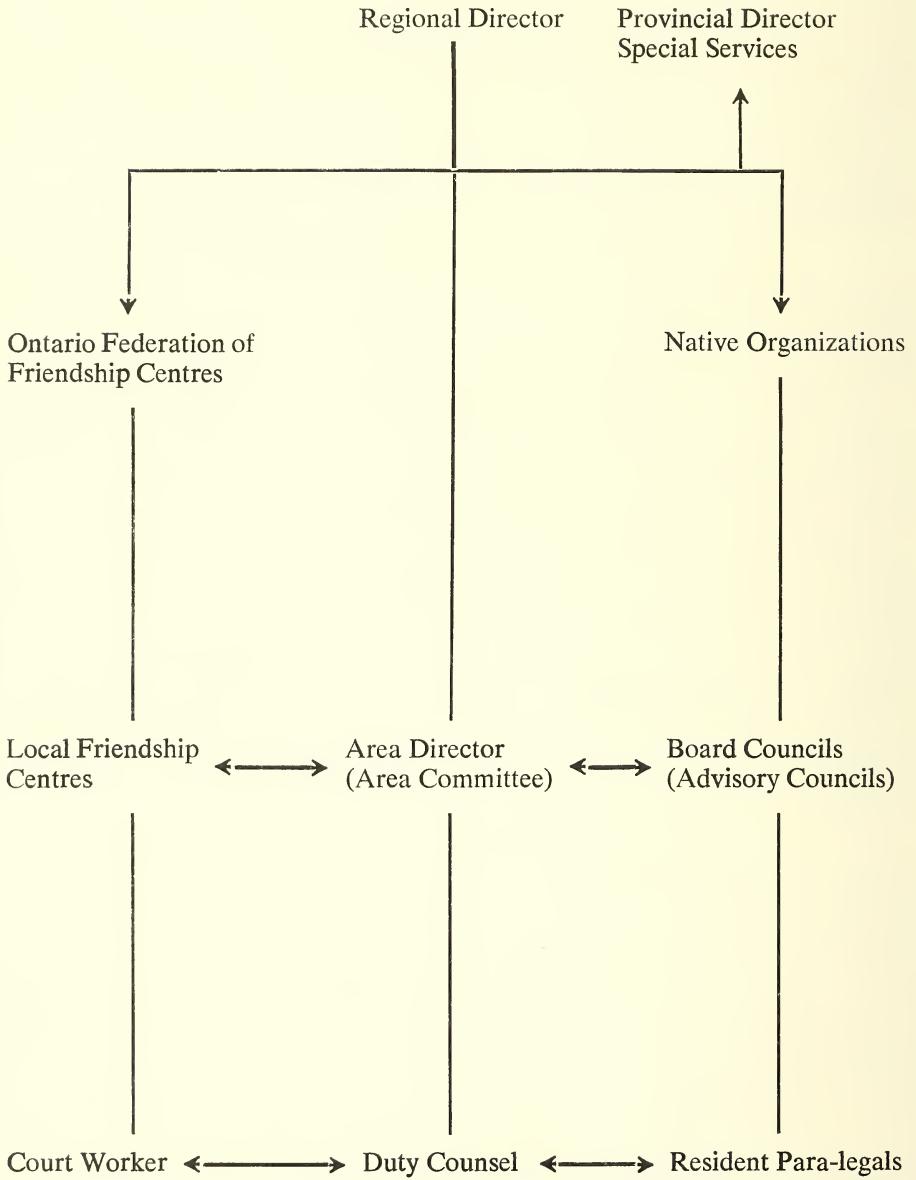 Regional Director
Provincial Director
Special Services
Ontario Federation of
Friendship Centres
Native Organizations
Local Friendship
Centres
Area Director
(Area Committee)
Board Councils
(Advisory Councils)
Court Worker
Duty Counsel
Resident Para-legals